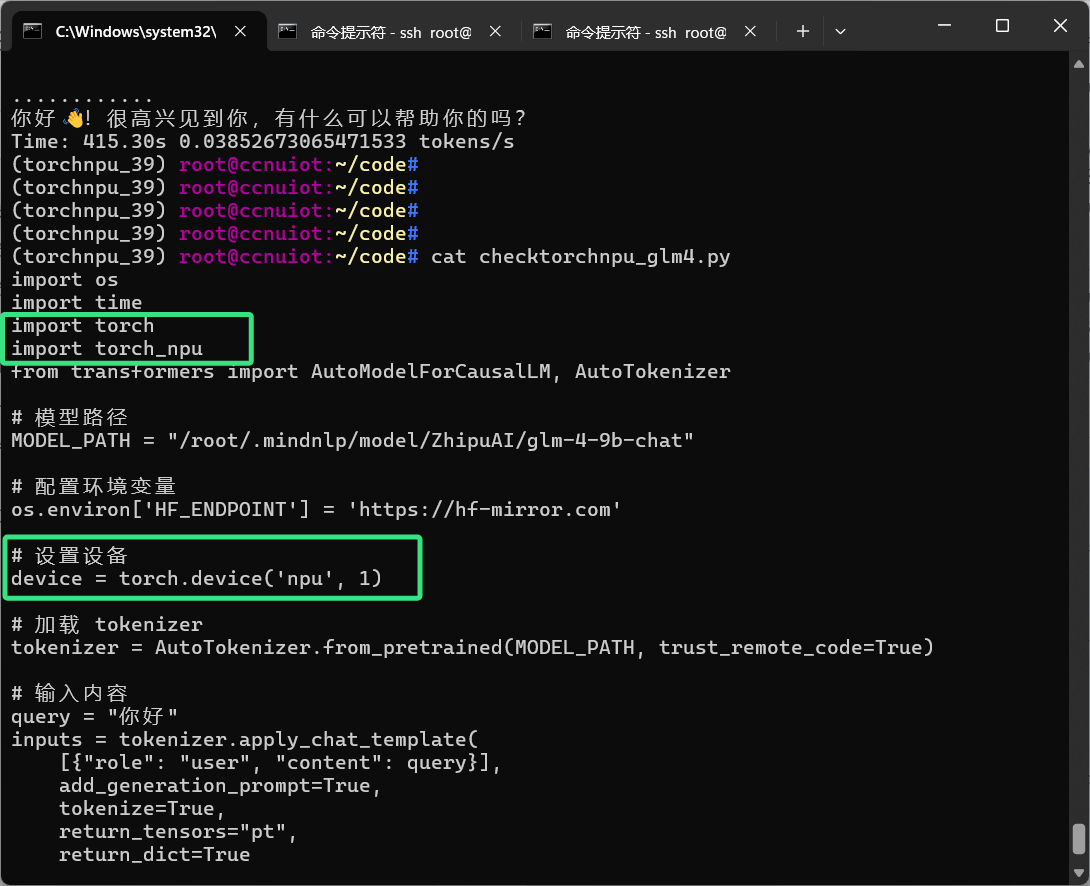 C:\Windows\system32\
命令提示符 - ssh root@
命令提示符 - ssh root@
............
你好👋! 很高兴见到你, 有什么可以帮助你的吗?
Time: 415.30s 0.03852673065471533 tokens/s
(torchnpu_39) root@ccnuiot:~/code#
(torchnpu_39) root@ccnuiot:~/code#
(torchnpu_39) root@ccnuiot:~/code#
(torchnpu_39) root@ccnuiot:~/code#
(torchnpu_39) root@ccnuiot:~/code# cat checktorchnpu_glm4.py
import os
import time
import torch
import torch_npu
from transformers import AutoModelForCausalLM, AutoTokenizer
# 模型路径
MODEL_PATH = "/root/.mindnlp/model/ZhipuAI/glm-4-9b-chat"
# 配置环境变量
os.environ['HF_ENDPOINT'] = 'https://hf-mirror.com'
# 设置设备
device = torch.device('npu', 1)
# 加载 tokenizer
tokenizer = AutoTokenizer.from_pretrained(MODEL_PATH, trust_remote_code=True)
# 输入内容
query = "你好"
inputs = tokenizer.apply_chat_template(
    [{"role": "user", "content": query}],
    add_generation_prompt=True,
    tokenize=True,
    return_tensors="pt",
    return_dict=True